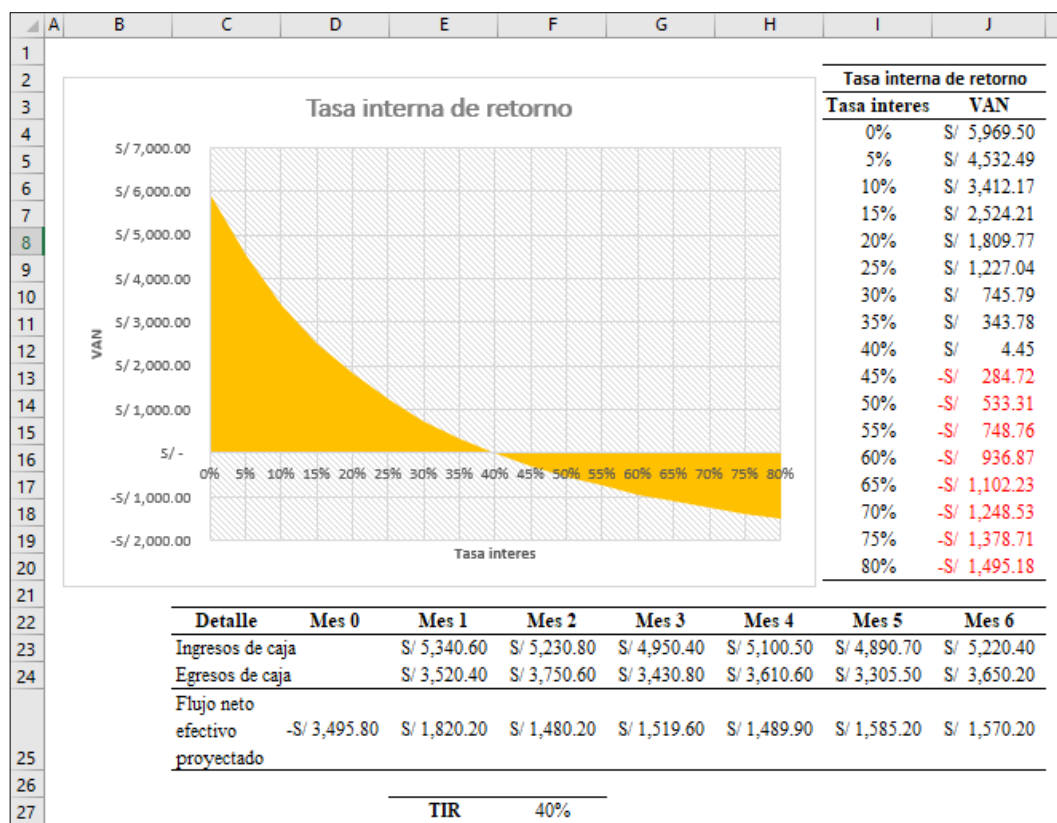 A B C D E F G H I J
1
2 Tasa interna de retorno
3 Tasa interes VAN
4 0% S/ 5,969.50
5 5% S/ 4,532.49
6 10% S/ 3,412.17
7 15% S/ 2,524.21
8 20% S/ 1,809.77
9 25% S/ 1,227.04
10 30% S/ 745.79
11 35% S/ 343.78
12 40% S/ 4.45
13 45% -S/ 284.72
14 50% -S/ 533.31
15 55% -S/ 748.76
16 60% -S/ 936.87
17 65% -S/ 1,102.23
18 70% -S/ 1,248.53
19 75% -S/ 1,378.71
20 80% -S/ 1,495.18
Tasa interna de retorno
S/ 7,000.00
S/ 6,000.00
S/ 5,000.00
S/ 4,000.00
S/ 3,000.00
S/ 2,000.00
S/ 1,000.00
S/ -
-S/ 1,000.00
-S/ 2,000.00
VAN
0% 5% 10% 15% 20% 25% 30% 35% 40% 45% 50% 55% 60% 65% 70% 75% 80%
Tasa interes
21
22 Detalle Mes 0 Mes 1 Mes 2 Mes 3 Mes 4 Mes 5 Mes 6
23 Ingresos de caja S/ 5,340.60 S/ 5,230.80 S/ 4,950.40 S/ 5,100.50 S/ 4,890.70 S/ 5,220.40
24 Egresos de caja S/ 3,520.40 S/ 3,750.60 S/ 3,430.80 S/ 3,610.60 S/ 3,305.50 S/ 3,650.20
Flujo neto
efectivo -S/ 3,495.80 S/ 1,820.20 S/ 1,480.20 S/ 1,519.60 S/ 1,489.90 S/ 1,585.20 S/ 1,570.20
25 proyectado
26
27 TIR 40%